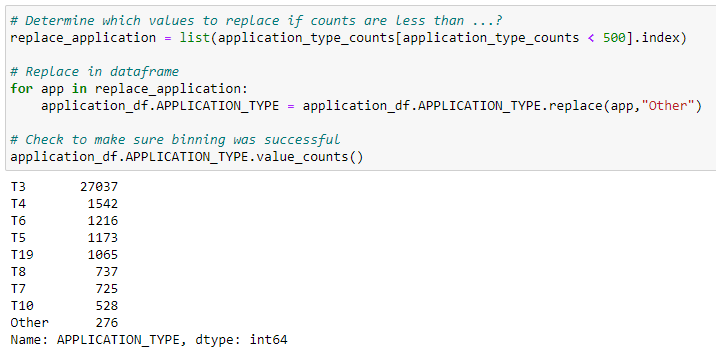 # Determine which values to replace if counts are less than ...?
replace_application = list(application_type_counts[application_type_counts < 500].index)
# Replace in dataframe
for app in replace_application:
    application_df.APPLICATION_TYPE = application_df.APPLICATION_TYPE.replace(app,"Other")
# Check to make sure binning was successful
application_df.APPLICATION_TYPE.value_counts()
T3       27037
T4        1542
T6        1216
T5        1173
T19       1065
T8         737
T7         725
T10        528
Other      276
Name: APPLICATION_TYPE, dtype: int64